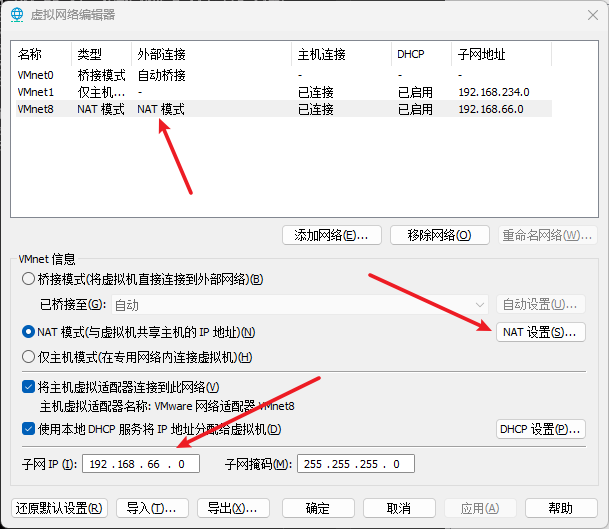 虚拟网络编辑器
名称 类型 外部连接 主机连接 DHCP 子网地址
VMnet0 桥接模式 自动桥接 - - -
VMnet1 仅主机... - 已连接 已启用 192.168.234.0
VMnet8 NAT 模式 NAT 模式 已连接 已启用 192.168.66.0
添加网络(E)... 移除网络(O) 重命名网络(W)...
VMnet 信息
桥接模式(将虚拟机直接连接到外部网络)(B)
已桥接至(G): 自动 自动设置(U)...
NAT 模式(与虚拟机共享主机的 IP 地址)(N) NAT 设置(S)...
仅主机模式(在专用网络内连接虚拟机)(H)
将主机虚拟适配器连接到此网络(V)
主机虚拟适配器名称: VMware 网络适配器 VMnet8
使用本地 DHCP 服务将 IP 地址分配给虚拟机(D) DHCP 设置(P)...
子网 IP (I): 192 . 168 . 66 . 0 子网掩码(M): 255 . 255 . 255 . 0
还原默认设置(R) 导入(T)... 导出(X)... 确定 取消 应用(A) 帮助